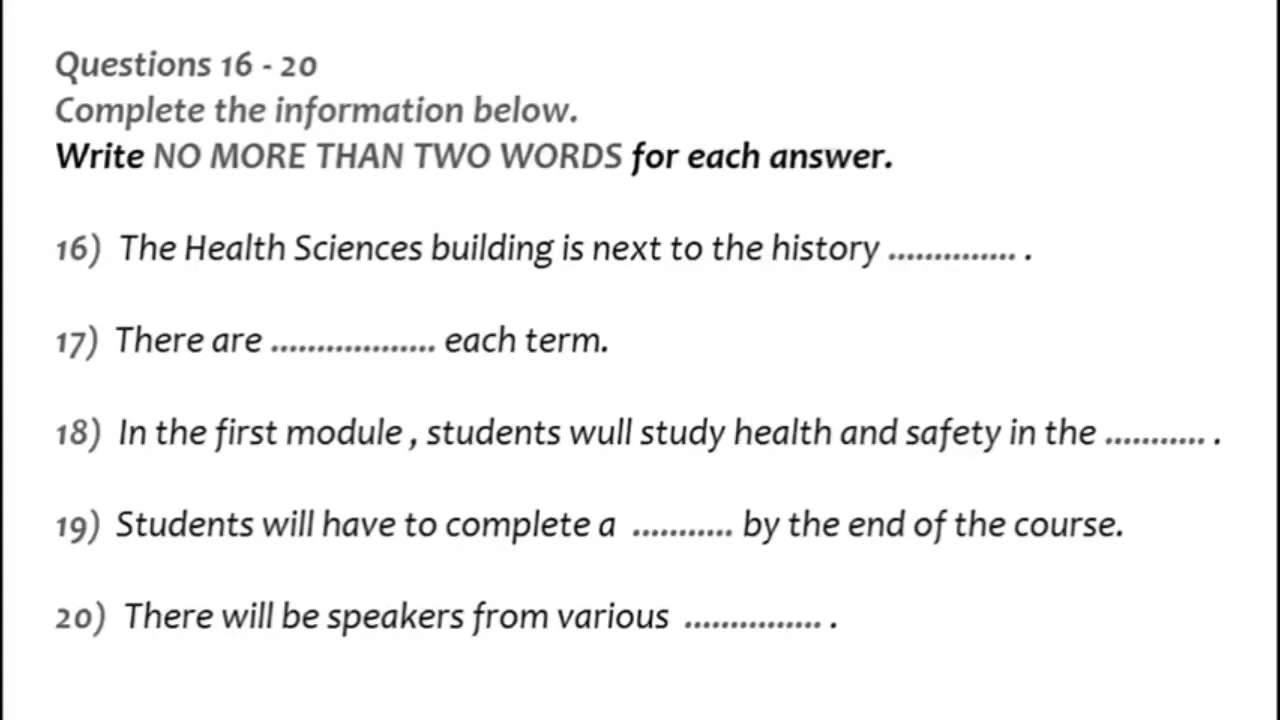 Questions 16 - 20
Complete the information below.
Write NO MORE THAN TWO WORDS for each answer.
16) The Health Sciences building is next to the history .............. .
17) There are .................. each term.
18) In the first module , students wull study health and safety in the ........... .
19) Students will have to complete a ........... by the end of the course.
20) There will be speakers from various ............... .